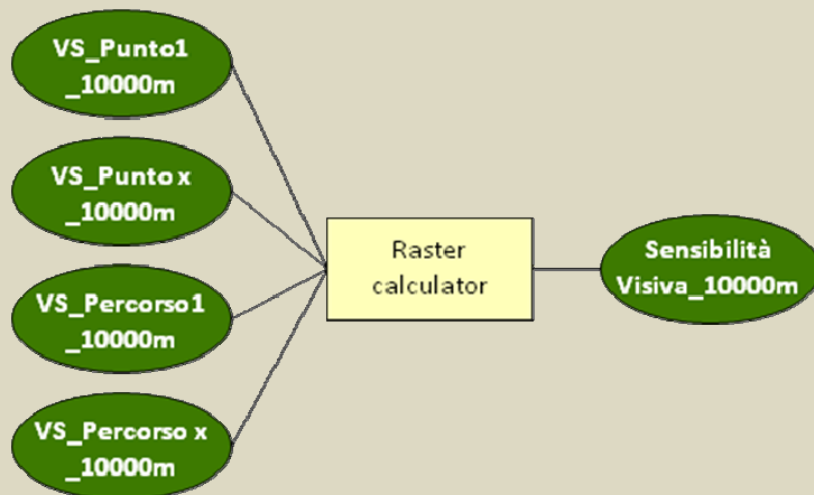 VS_Punto1
_10000m
VS_Punto x
_10000m
VS_Percorso1
_10000m
VS_Percorso x
_10000m
Raster
calculator
Sensibilità
Visiva_10000m